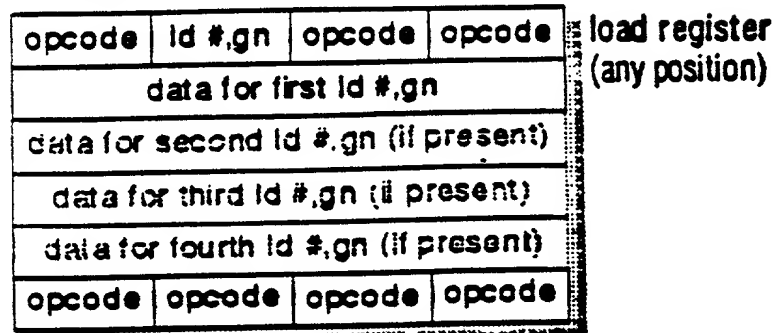 opcode ld #,gn opcode opcode
load register
(any position)
data for first ld #,gn
data for second ld #,gn (if present)
data for third ld #,gn (if present)
data for fourth ld #,gn (if present)
opcode opcode opcode opcode